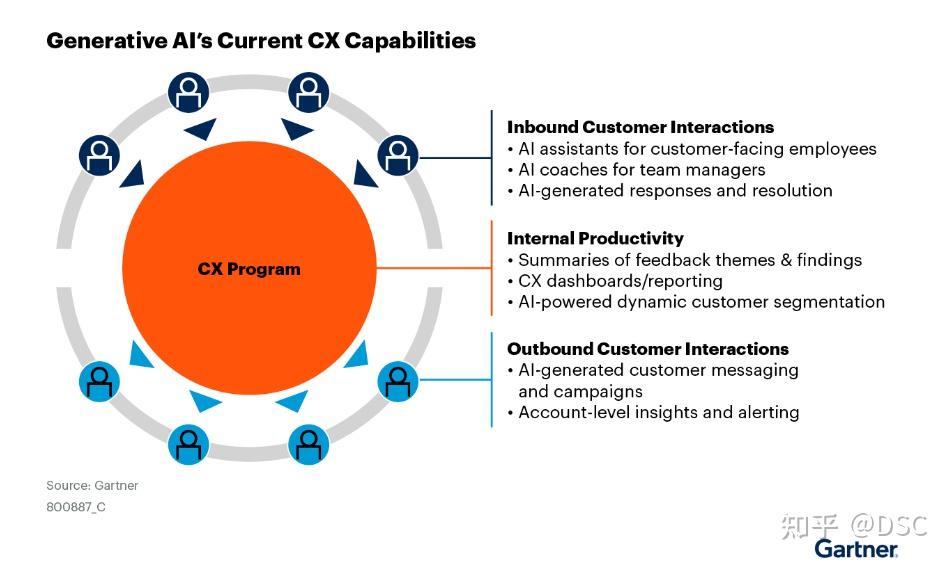 Generative AI's Current CX Capabilities
CX Program
Inbound Customer Interactions
• AI assistants for customer-facing employees
• AI coaches for team managers
• AI-generated responses and resolution
Internal Productivity
• Summaries of feedback themes & findings
• CX dashboards/reporting
• AI-powered dynamic customer segmentation
Outbound Customer Interactions
• AI-generated customer messaging
and campaigns
• Account-level insights and alerting
Source: Gartner
800887_C
知乎 @DSC
Gartner